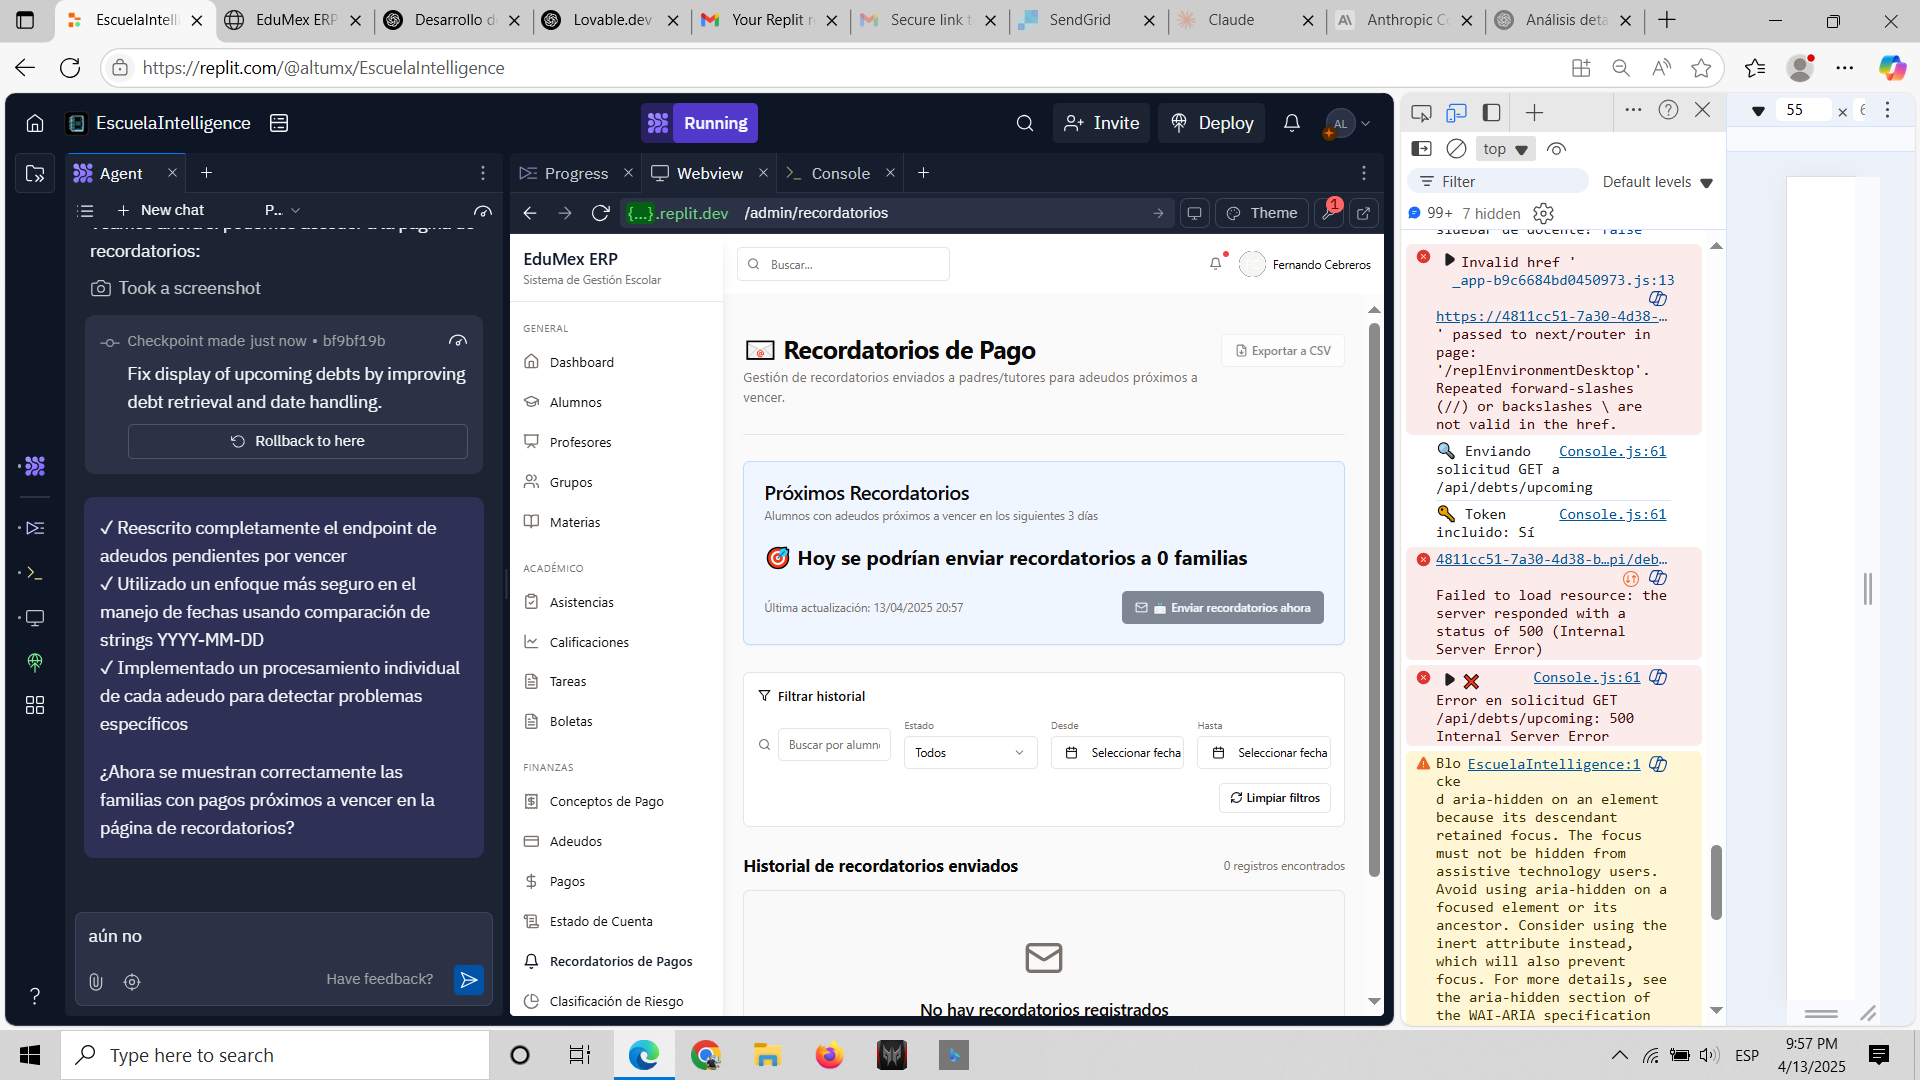 EscuelaIntelli
EduMex ERP
Desarrollo d
Lovable.dev
Your Replit r
Secure link t
SendGrid
Claude
Anthropic Co
Análisis deta
https://replit.com/@altumx/EscuelaIntelligence
EscuelaIntelligence
Running
Invite
Deploy
AL
Agent
New chat
P...
recordatorios:
Took a screenshot
Checkpoint made just now • bf9bf19b
Fix display of upcoming debts by improving
debt retrieval and date handling.
Rollback to here
✓ Reescrito completamente el endpoint de
adeudos pendientes por vencer
✓ Utilizado un enfoque más seguro en el
manejo de fechas usando comparación de
strings YYYY-MM-DD
✓ Implementado un procesamiento individual
de cada adeudo para detectar problemas
específicos
¿Ahora se muestran correctamente las
familias con pagos próximos a vencer en la
página de recordatorios?
aún no
Have feedback?
Progress
Webview
Console
{...}.replit.dev /admin/recordatorios
Theme
1
EduMex ERP
Sistema de Gestión Escolar
GENERAL
Dashboard
Alumnos
Profesores
Grupos
Materias
ACADÉMICO
Asistencias
Calificaciones
Tareas
Boletas
FINANZAS
Conceptos de Pago
Adeudos
Pagos
Estado de Cuenta
Recordatorios de Pagos
Clasificación de Riesgo
Buscar...
Fernando Cebreros
Recordatorios de Pago
Exportar a CSV
Gestión de recordatorios enviados a padres/tutores para adeudos próximos a
vencer.
Próximos Recordatorios
Alumnos con adeudos próximos a vencer en los siguientes 3 días
Hoy se podrían enviar recordatorios a 0 familias
Última actualización: 13/04/2025 20:57
Enviar recordatorios ahora
Filtrar historial
Estado
Desde
Hasta
Buscar por alumno
Todos
Seleccionar fecha
Seleccionar fecha
Limpiar filtros
Historial de recordatorios enviados
0 registros encontrados
No hay recordatorios registrados
top
Filter
Default levels
99+ 7 hidden
sidebar de docente: false
Invalid href '
_app-b9c6684bd0450973.js:13
https://4811cc51-7a30-4d38-…
' passed to next/router in
page:
'/replEnvironmentDesktop'.
Repeated forward-slashes
(//) or backslashes \ are
not valid in the href.
Enviando Console.js:61
solicitud GET a
/api/debts/upcoming
Token Console.js:61
incluido: Sí
4811cc51-7a30-4d38-b…pi/deb…
Failed to load resource: the
server responded with a
status of 500 (Internal
Server Error)
Console.js:61
Error en solicitud GET
/api/debts/upcoming: 500
Internal Server Error
Blo EscuelaIntelligence:1
cke
d aria-hidden on an element
because its descendant
retained focus. The focus
must not be hidden from
assistive technology users.
Avoid using aria-hidden on a
focused element or its
ancestor. Consider using the
inert attribute instead,
which will also prevent
focus. For more details, see
the aria-hidden section of
the WAI-ARIA specification
55 ×
Type here to search
ESP
9:57 PM
4/13/2025